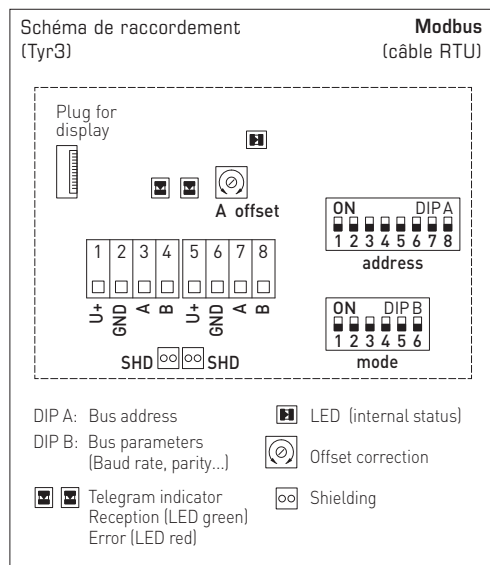 Schéma de raccordement Modbus
(Tyr3) (câble RTU)
Plug for
display
A offset
ON DIP A
1 2 3 4 5 6 7 8
address
1 2 3 4 5 6 7 8
U+ GND A B U+ GND A B
ON DIP B
1 2 3 4 5 6
mode
SHD SHD
DIP A: Bus address
LED (internal status)
DIP B: Bus parameters
(Baud rate, parity...)
Offset correction
Telegram indicator
Reception (LED green)
Error (LED red)
Shielding